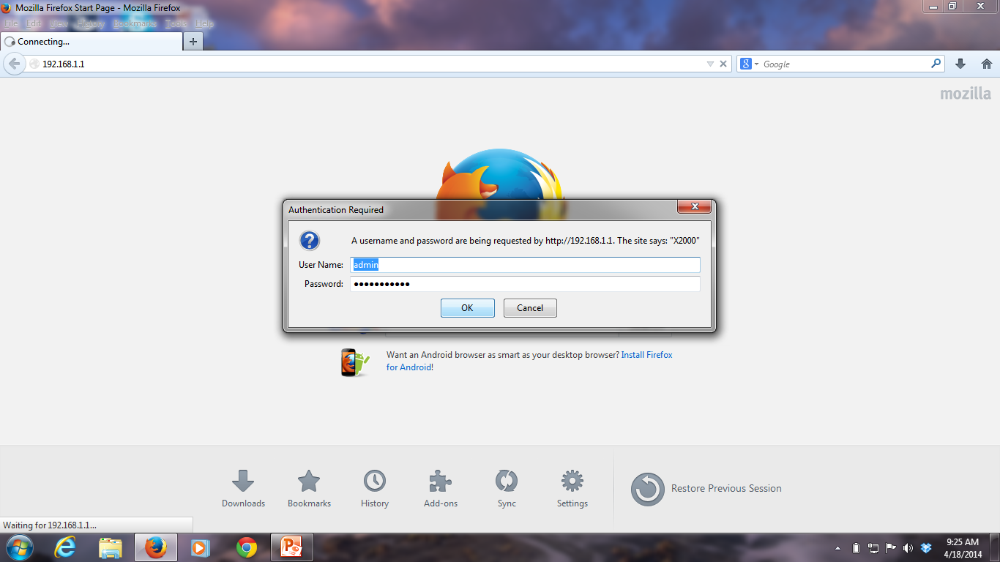 Mozilla Firefox Start Page - Mozilla Firefox
File Edit View History Bookmarks Tools Help
Connecting...
192.168.1.1
8 Google
mozilla
Authentication Required
A username and password are being requested by http://192.168.1.1. The site says: "X2000"
User Name: admin
Password: ●●●●●●●●●●●
OK Cancel
Want an Android browser as smart as your desktop browser? Install Firefox
for Android!
Downloads Bookmarks History Add-ons Sync Settings Restore Previous Session
Waiting for 192.168.1.1...
9:25 AM
4/18/2014